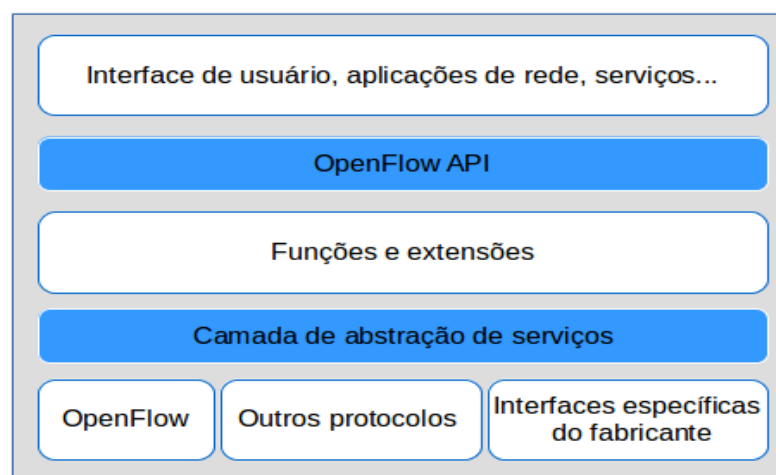 Interface de usuário, aplicações de rede, serviços...
OpenFlow API
Funções e extensões
Camada de abstração de serviços
OpenFlow
Outros protocolos
Interfaces específicas
do fabricante